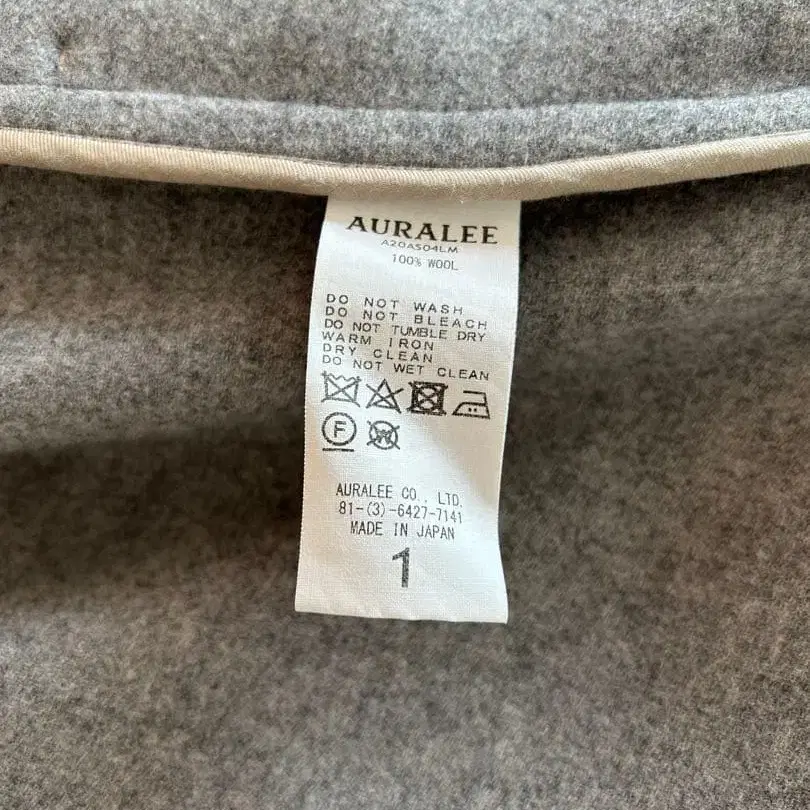 AURALEE
A20AS04LM
100% WOOL
DO NOT WASH
DO NOT BLEACH
DO NOT TUMBLE DRY
WARM IRON
DRY CLEAN
DO NOT WET CLEAN
F W
AURALEE CO., LTD.
81-(3)-6427-7141
MADE IN JAPAN
1